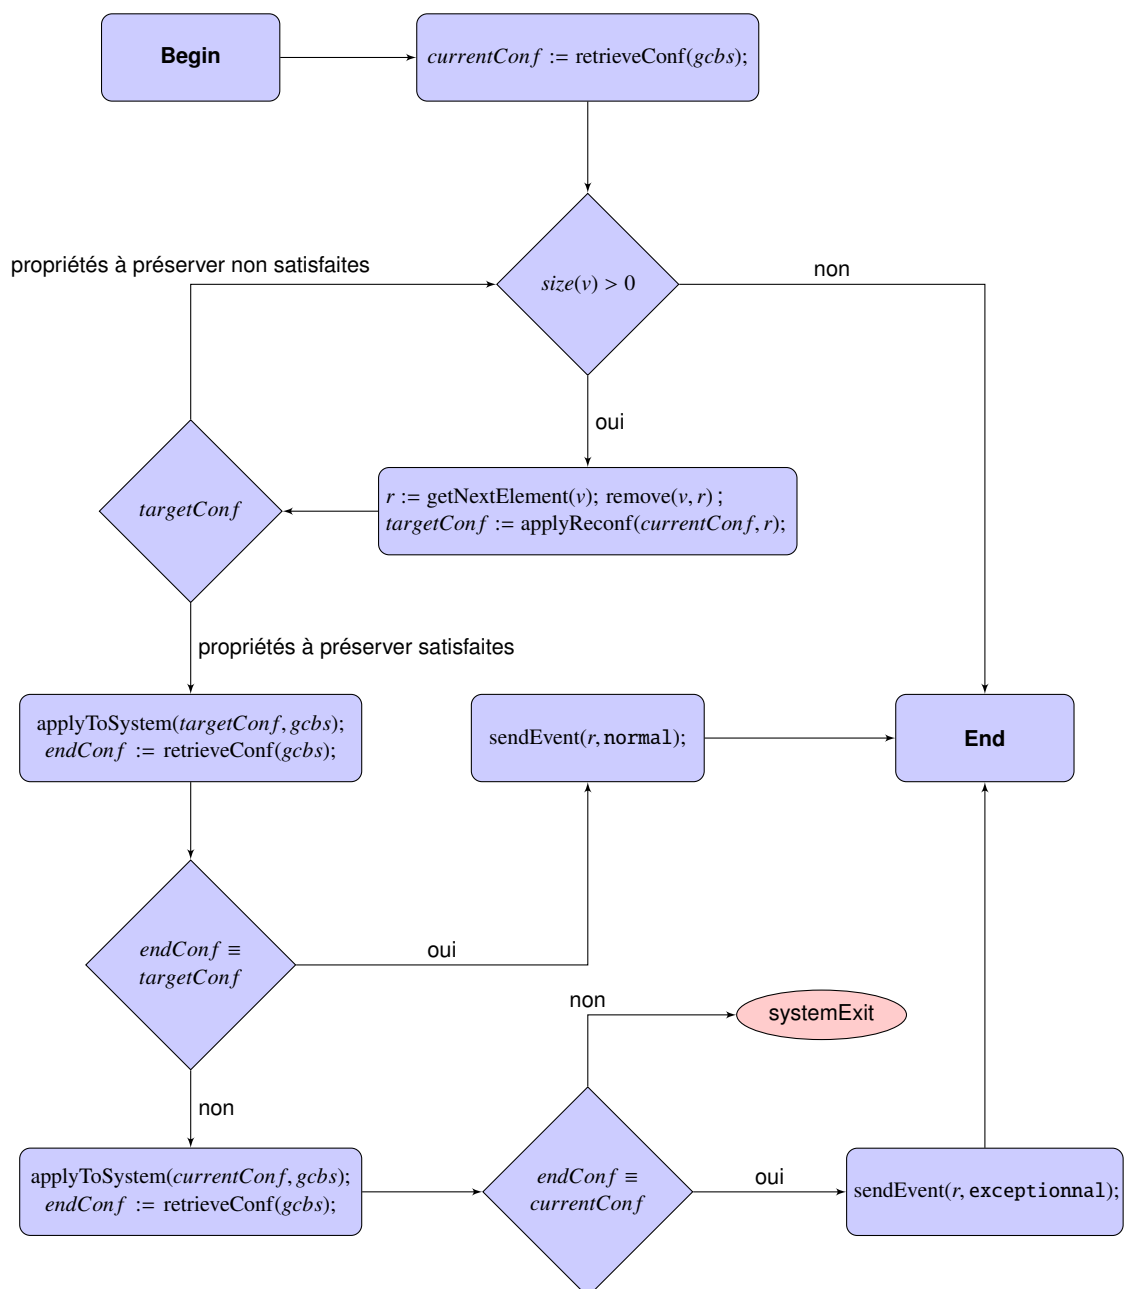 Begin
currentConf := retrieveConf(gcbs);
propriétés à préserver non satisfaites
size(v) > 0
non
oui
targetConf
r := getNextElement(v); remove(v, r) ;
targetConf := applyReconf(currentConf, r);
propriétés à préserver satisfaites
applyToSystem(targetConf, gcbs);
endConf := retrieveConf(gcbs);
sendEvent(r, normal);
End
endConf ≡
targetConf
oui
non
systemExit
non
applyToSystem(currentConf, gcbs);
endConf := retrieveConf(gcbs);
endConf ≡
currentConf
oui
sendEvent(r, exceptionnal);